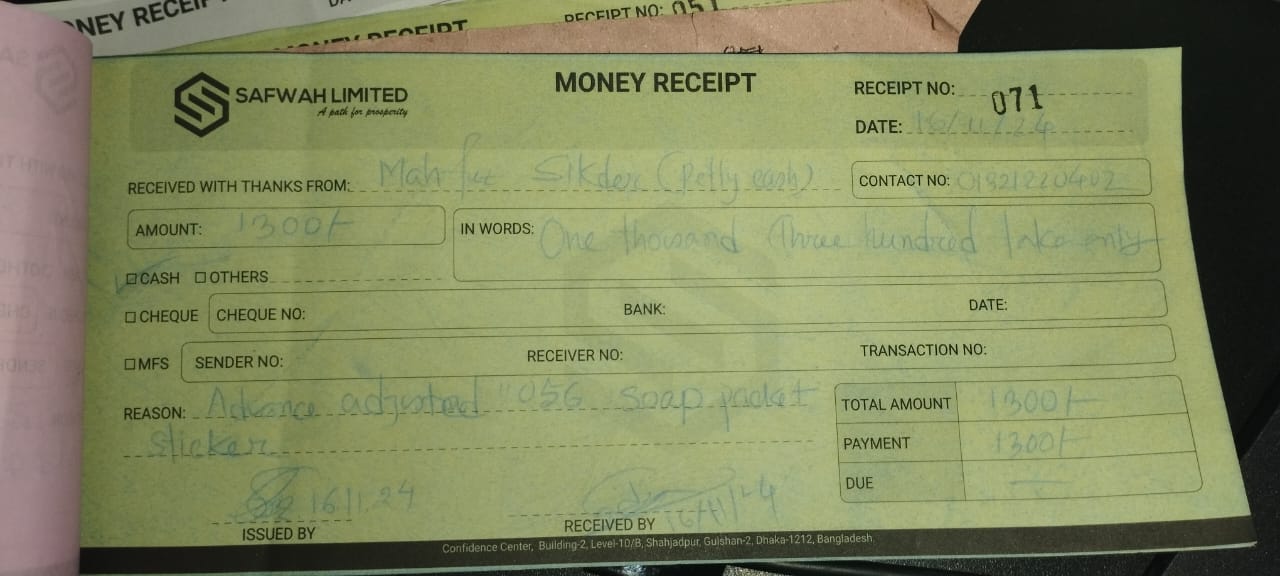 MONEY RECEIPT
RECEIPT NO: 051
MONEY RECEIPT
SAFWAH LIMITED
A path for prosperity
MONEY RECEIPT
RECEIPT NO: 071
DATE: 16/11/24
RECEIVED WITH THANKS FROM: Mahfuz Sikder (Petty cash)
CONTACT NO: 01921220402
AMOUNT: 1300/-
IN WORDS: One thousand three hundred taka only
CASH OTHERS
CHEQUE CHEQUE NO: BANK: DATE:
MFS SENDER NO: RECEIVER NO: TRANSACTION NO:
REASON: Advance adjusted "056 Soap packet
sticker
TOTAL AMOUNT 1300/-
PAYMENT 1300/-
DUE
16.11.24
16/11/24
ISSUED BY
RECEIVED BY
Confidence Center, Building-2, Level-10/B, Shahjadpur, Gulshan-2, Dhaka-1212, Bangladesh.